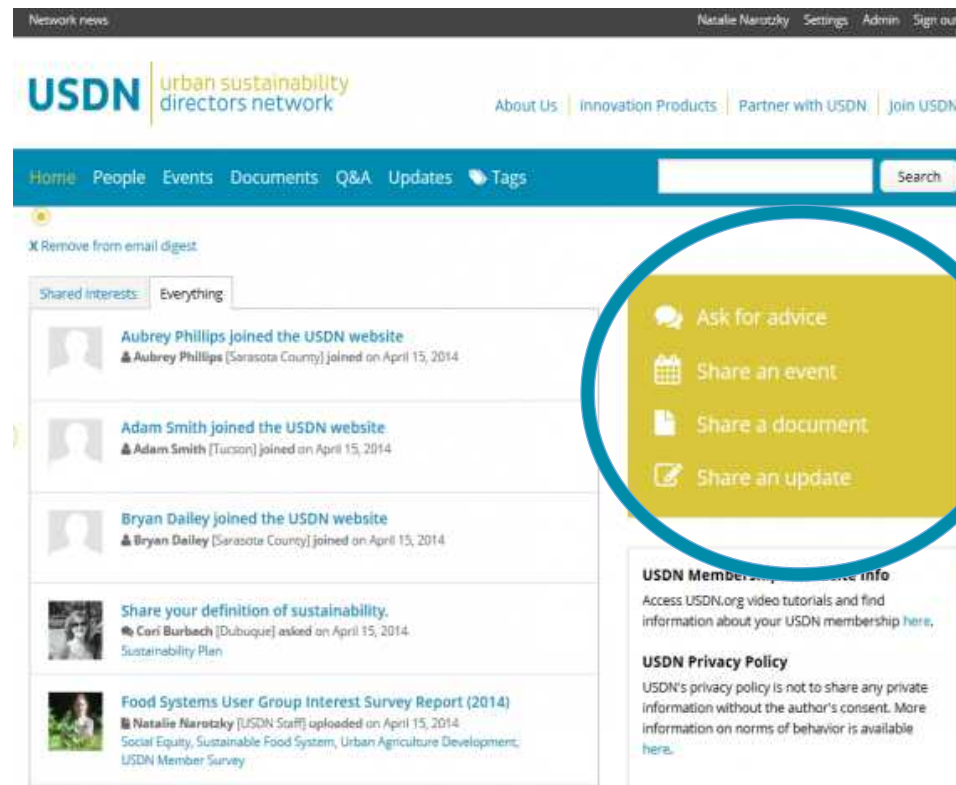 Network news Natalie Narotzky Settings Admin Sign out
USDN urban sustainability
directors network
About Us Innovation Products Partner with USDN Join USDN
Home People Events Documents Q&A Updates Tags Search
X Remove from email digest
Shared interests Everything
Aubrey Phillips joined the USDN website
Aubrey Phillips [Sarasota County] joined on April 15, 2014
Adam Smith joined the USDN website
Adam Smith [Tucson] joined on April 15, 2014
Bryan Dailey joined the USDN website
Bryan Dailey [Sarasota County] joined on April 15, 2014
Share your definition of sustainability.
Cori Burbach [Dubuque] asked on April 15, 2014
Sustainability Plan
Food Systems User Group Interest Survey Report (2014)
Natalie Narotzky [USDN Staff] uploaded on April 15, 2014
Social Equity, Sustainable Food System, Urban Agriculture Development,
USDN Member Survey
Ask for advice
Share an event
Share a document
Share an update
USDN Info
Access USDN.org video tutorials and find
information about your USDN membership here.
USDN Privacy Policy
USDN's privacy policy is not to share any private
information without the author's consent. More
information on norms of behavior is available
here.